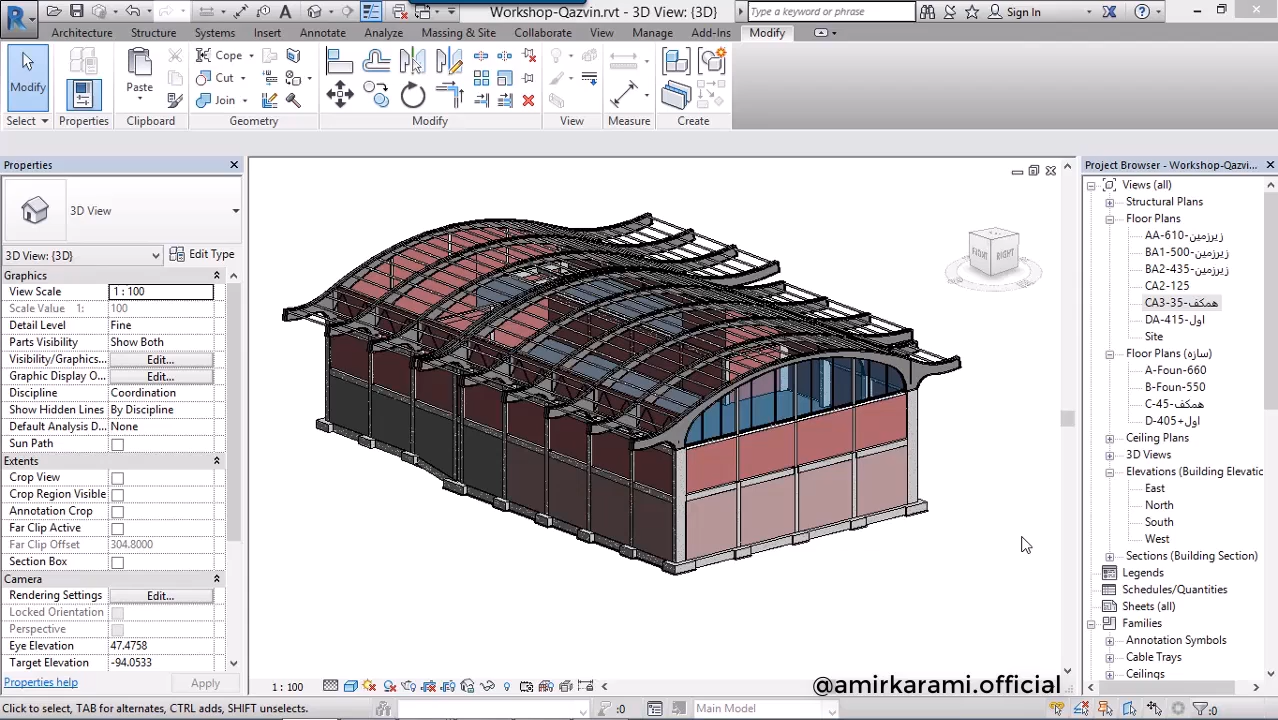 Workshop-Qazvin.rvt - 3D View: {3D}
Type a keyword or phrase
Sign In
Architecture
Structure
Systems
Insert
Annotate
Analyze
Massing & Site
Collaborate
View
Manage
Add-Ins
Modify
Modify
Paste
Cope
Cut
Join
Select
Properties
Clipboard
Geometry
Modify
View
Measure
Create
Properties
3D View
3D View: {3D}
Edit Type
Graphics
View Scale 1 : 100
Scale Value 1: 100
Detail Level Fine
Parts Visibility Show Both
Visibility/Graphics... Edit...
Graphic Display O... Edit...
Discipline Coordination
Show Hidden Lines By Discipline
Default Analysis D... None
Sun Path
Extents
Crop View
Crop Region Visible
Annotation Crop
Far Clip Active
Far Clip Offset 304.8000
Section Box
Camera
Rendering Settings Edit...
Locked Orientation
Perspective
Eye Elevation 47.4758
Target Elevation -94.0533
Properties help
Apply
FRONT
RIGHT
Project Browser - Workshop-Qazvi...
Views (all)
Structural Plans
Floor Plans
AA-610-زیرزمین
BA1-500-زیرزمین
BA2-435-زیرزمین
CA2-125
CA3-35-همکف
DA-415-اول
Site
Floor Plans (سازه)
A-Foun-660
B-Foun-550
C-45-همکف
D-405+اول
Ceiling Plans
3D Views
Elevations (Building Elevatio
East
North
South
West
Sections (Building Section)
Legends
Schedules/Quantities
Sheets (all)
Families
Annotation Symbols
Cable Trays
Ceilings
1 : 100
@amirkarami.official
Click to select, TAB for alternates, CTRL adds, SHIFT unselects.
:0
Main Model
:0